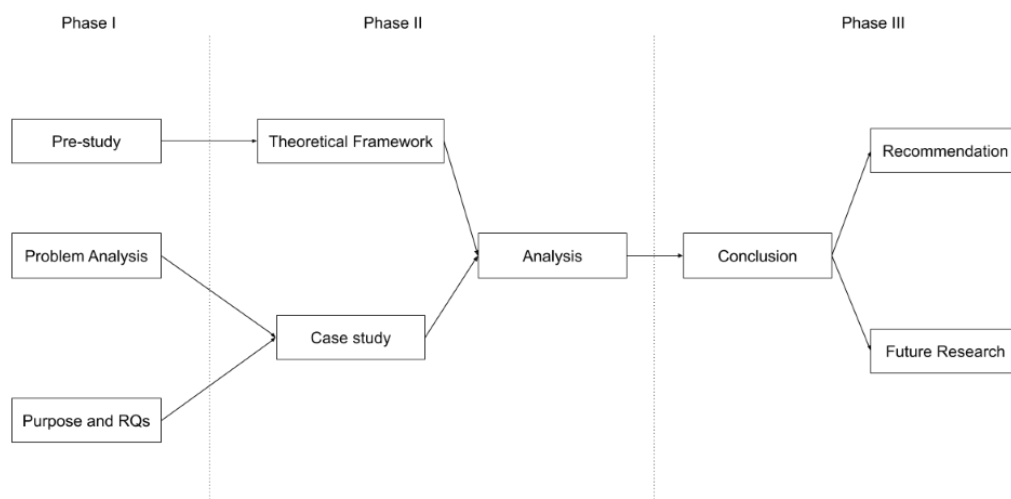 Phase I
Phase II
Phase III
Pre-study
Theoretical Framework
Recommendation
Problem Analysis
Analysis
Conclusion
Case study
Future Research
Purpose and RQs